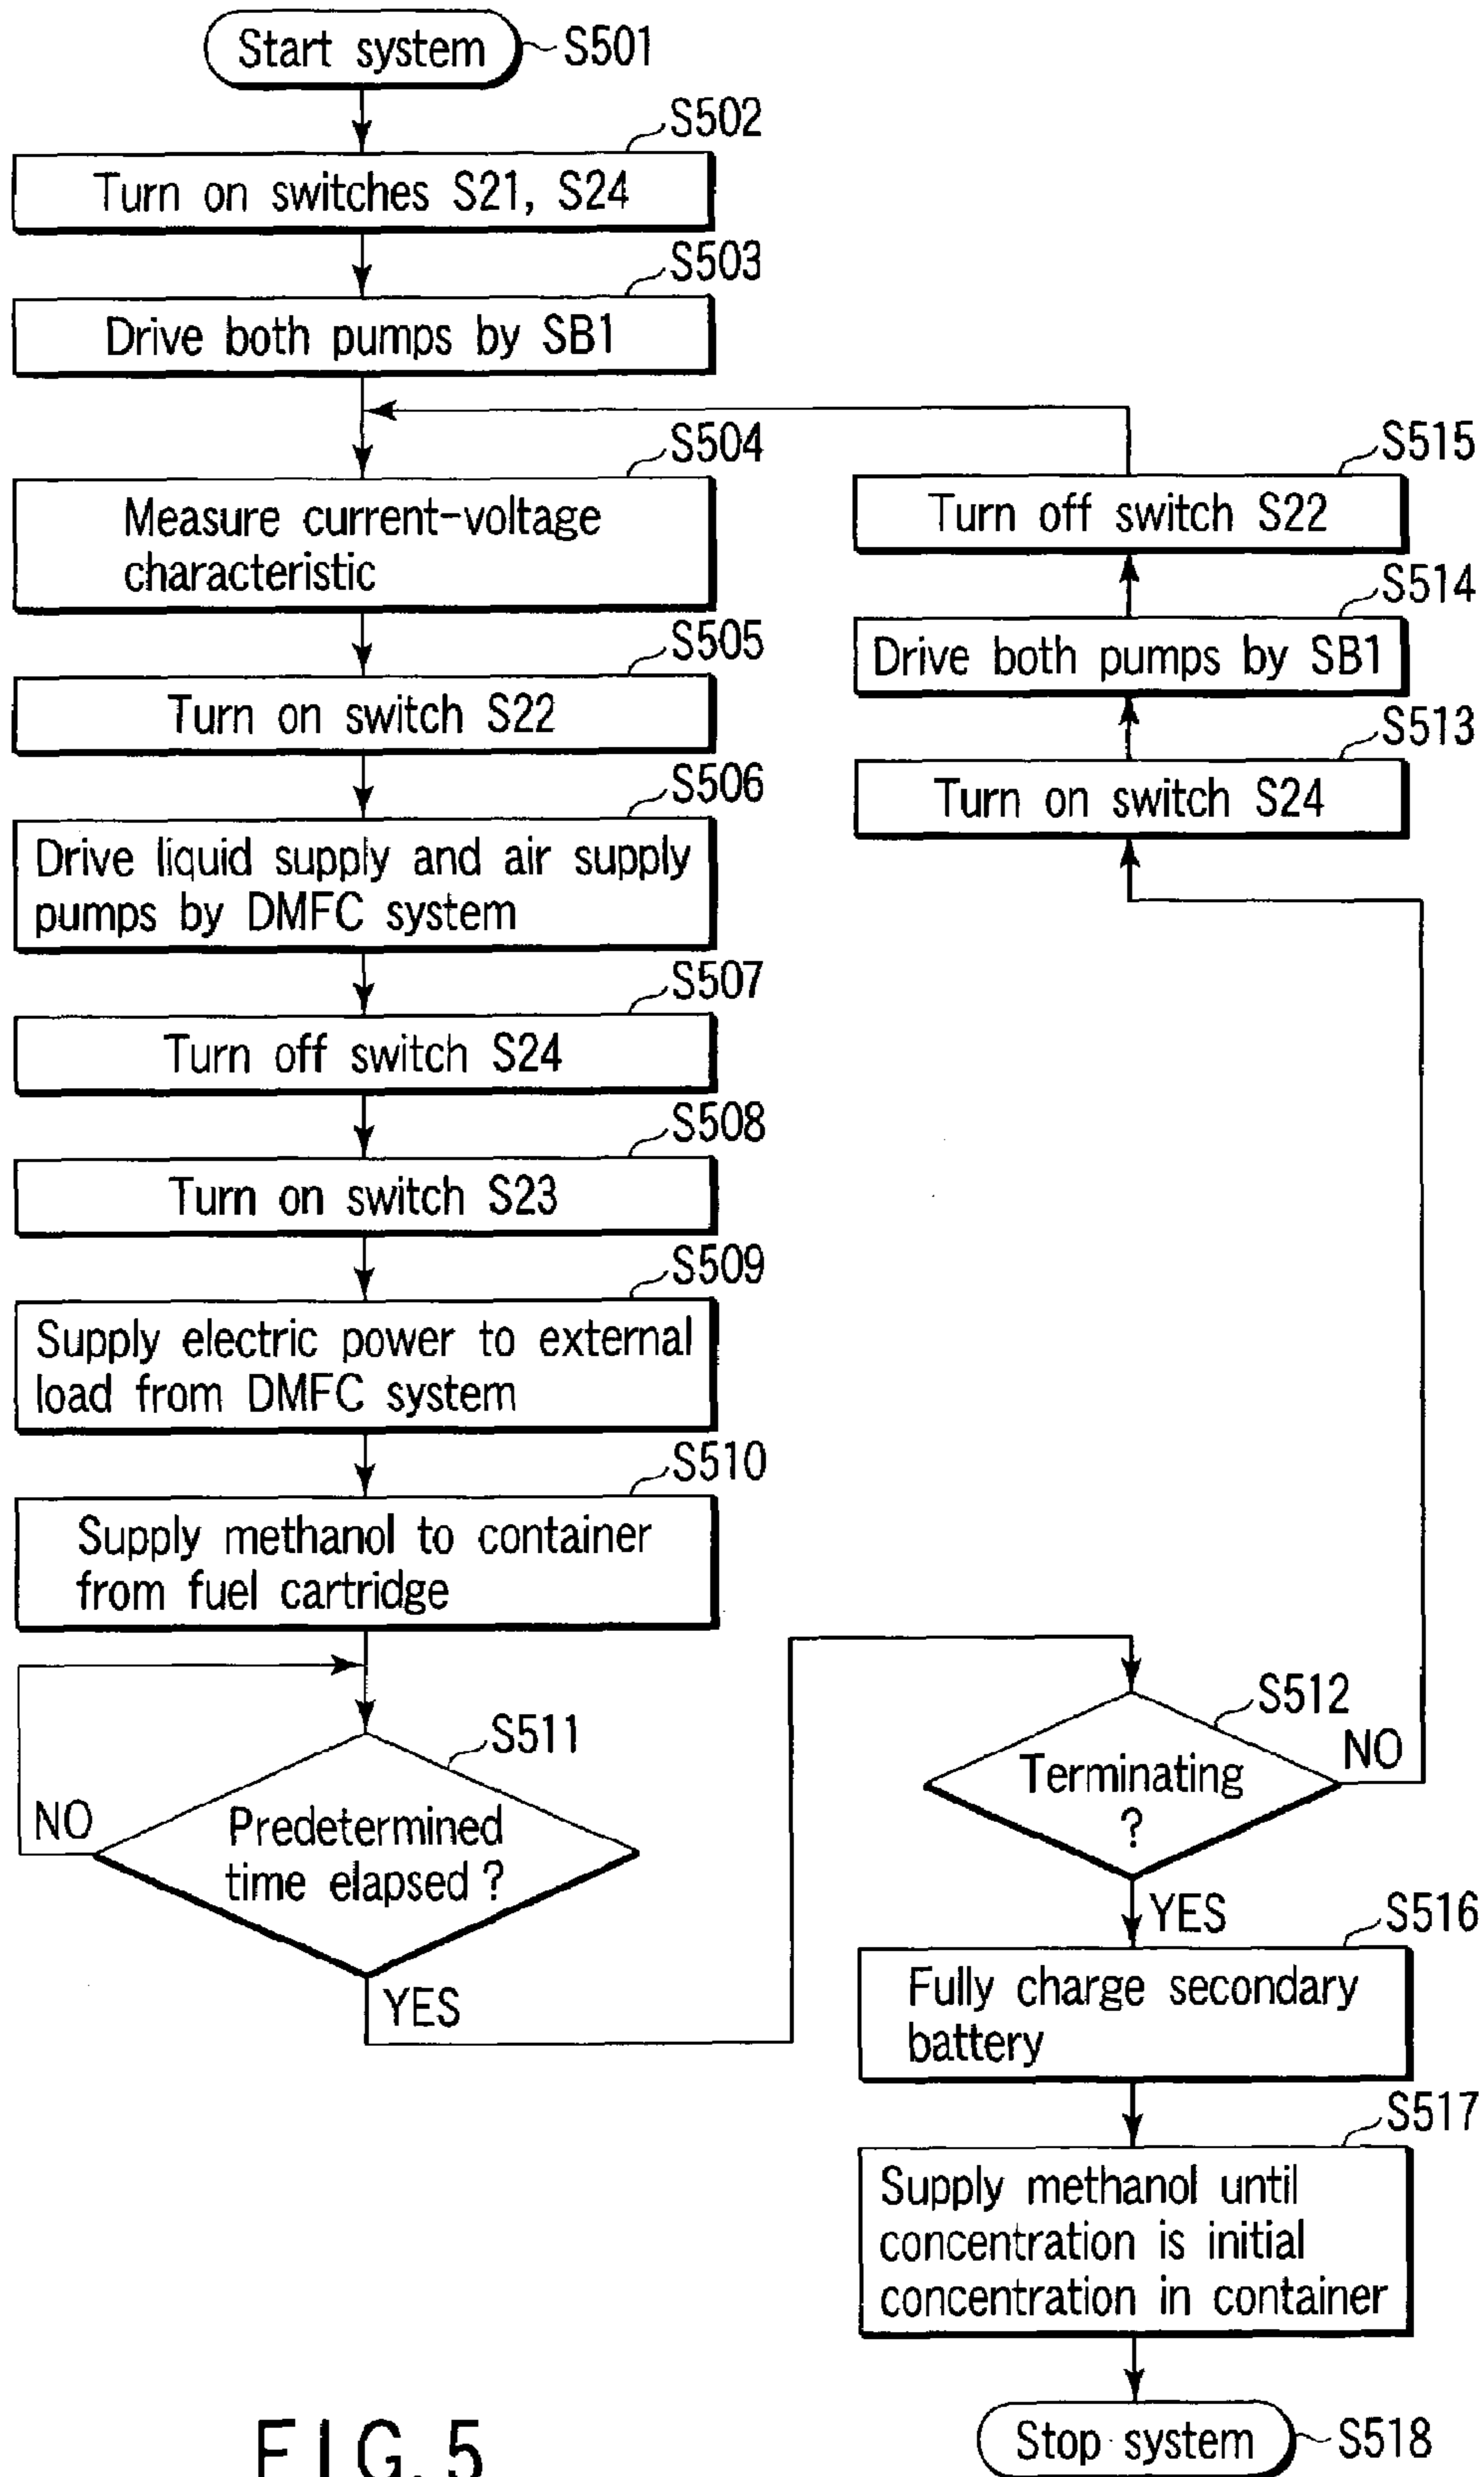 Start system
S501
S502
Turn on switches S21, S24
S503
Drive both pumps by SB1
S504
Measure current-voltage
characteristic
S505
Turn on switch S22
S506
Drive liquid supply and air supply
pumps by DMFC system
S507
Turn off switch S24
S508
Turn on switch S23
S509
Supply electric power to external
load from DMFC system
S510
Supply methanol to container
from fuel cartridge
S511
Predetermined
time elapsed?
NO
YES
S512
Terminating
?
NO
YES
S513
Turn on switch S24
S514
Drive both pumps by SB1
S515
Turn off switch S22
S516
Fully charge secondary
battery
S517
Supply methanol until
concentration is initial
concentration in container
Stop system
S518
FIG. 5